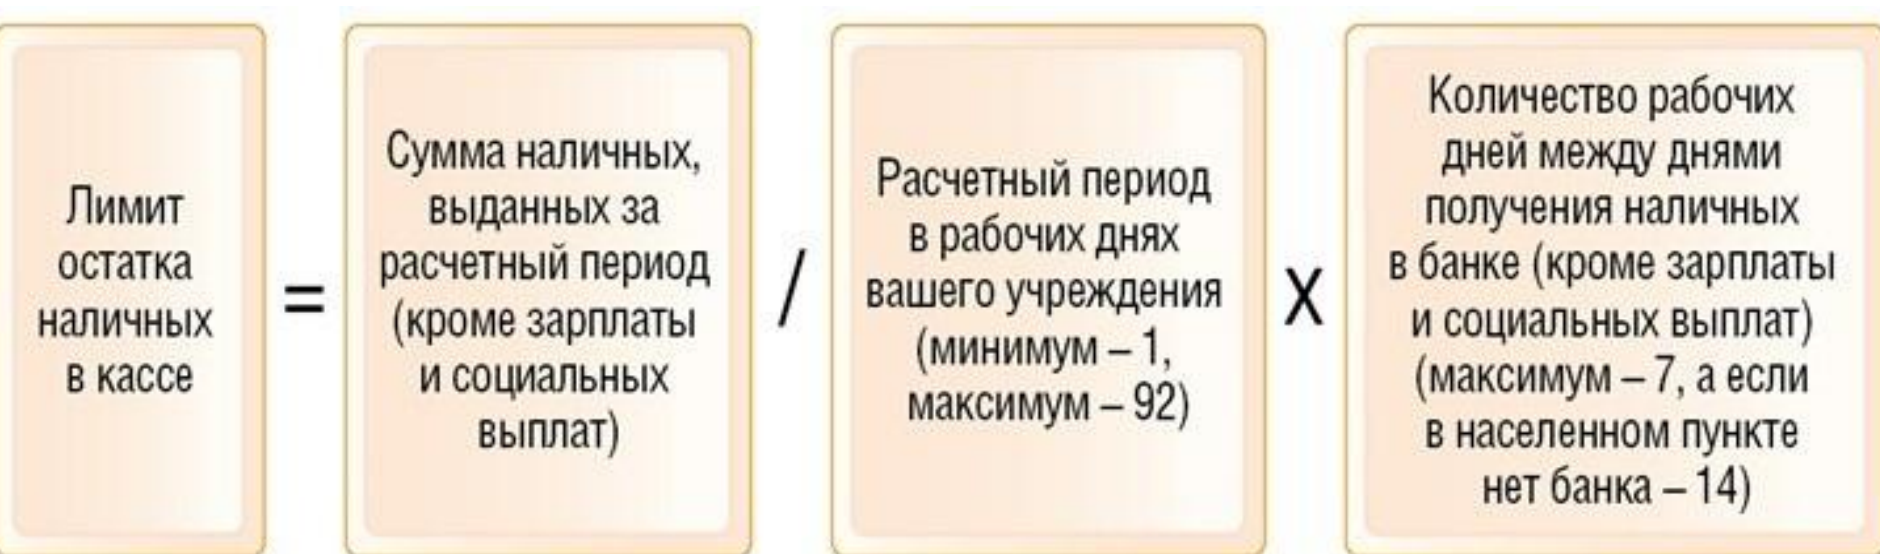 Лимит
остатка
наличных
в кассе
=
Сумма наличных,
выданных за
расчетный период
(кроме зарплаты
и социальных
выплат)
/
Расчетный период
в рабочих днях
вашего учреждения
(минимум – 1,
максимум – 92)
X
Количество рабочих
дней между днями
получения наличных
в банке (кроме зарплаты
и социальных выплат)
(максимум – 7, а если
в населенном пункте
нет банка – 14)